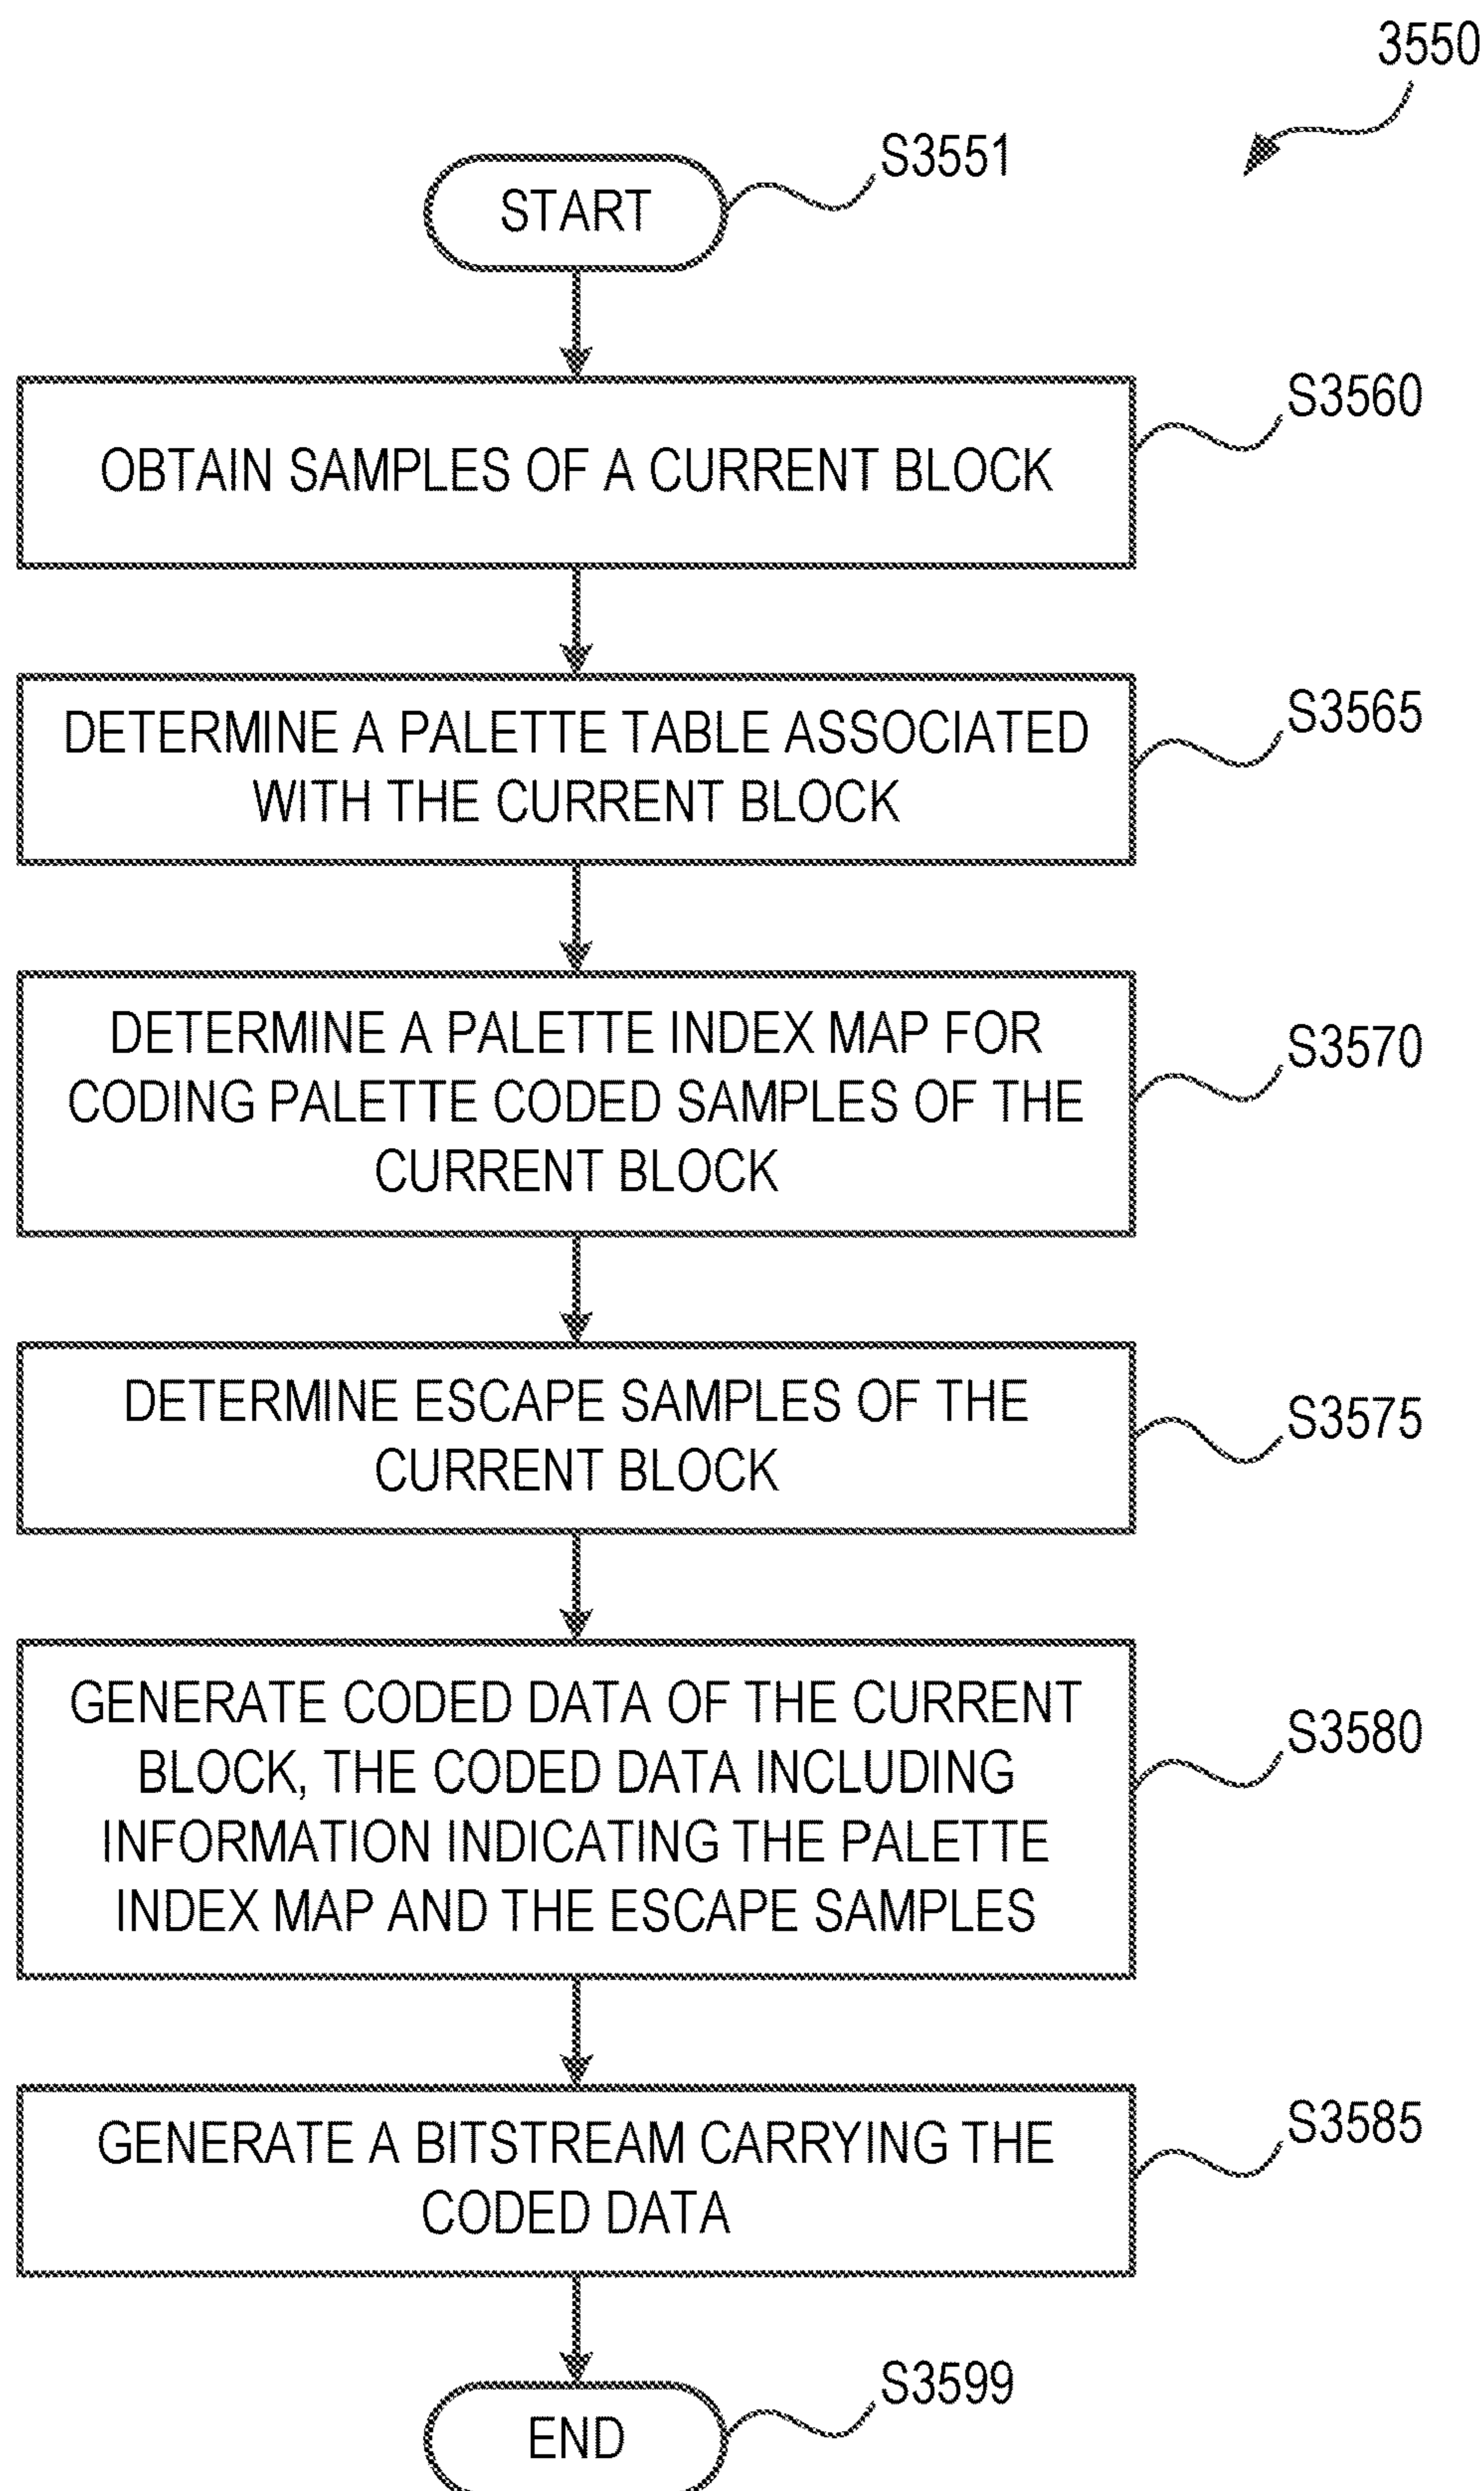 3550
START
S3551
OBTAIN SAMPLES OF A CURRENT BLOCK
S3560
DETERMINE A PALETTE TABLE ASSOCIATED
WITH THE CURRENT BLOCK
S3565
DETERMINE A PALETTE INDEX MAP FOR
CODING PALETTE CODED SAMPLES OF THE
CURRENT BLOCK
S3570
DETERMINE ESCAPE SAMPLES OF THE
CURRENT BLOCK
S3575
GENERATE CODED DATA OF THE CURRENT
BLOCK, THE CODED DATA INCLUDING
INFORMATION INDICATING THE PALETTE
INDEX MAP AND THE ESCAPE SAMPLES
S3580
GENERATE A BITSTREAM CARRYING THE
CODED DATA
S3585
END
S3599